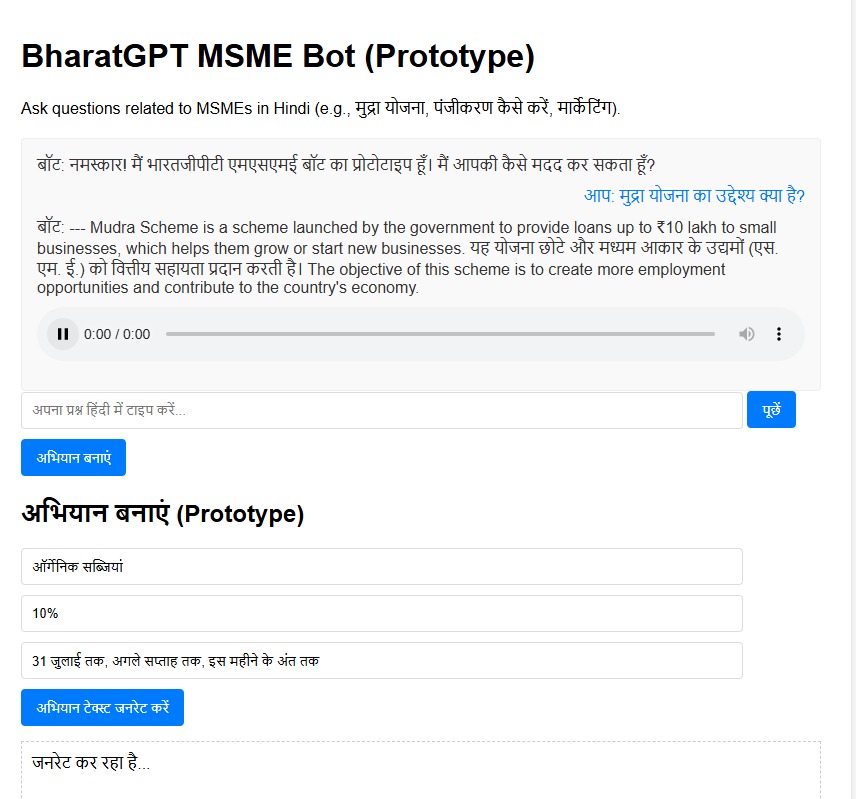 BharatGPT MSME Bot (Prototype)
Ask questions related to MSMEs in Hindi (e.g., मुद्रा योजना, पंजीकरण कैसे करें, मार्केटिंग).
बॉट: नमस्कार! मैं भारतजीपीटी एमएसएमई बॉट का प्रोटोटाइप हूँ। मैं आपकी कैसे मदद कर सकता हूँ?
आप: मुद्रा योजना का उद्देश्य क्या है?
बॉट: --- Mudra Scheme is a scheme launched by the government to provide loans up to ₹10 lakh to small
businesses, which helps them grow or start new businesses. यह योजना छोटे और मध्यम आकार के उद्यमों (एस.
एम. ई.) को वित्तीय सहायता प्रदान करती है। The objective of this scheme is to create more employment
opportunities and contribute to the country's economy.
0:00 / 0:00
अपना प्रश्न हिंदी में टाइप करें...
पूछें
अभियान बनाएं
अभियान बनाएं (Prototype)
ऑर्गेनिक सब्जियां
10%
31 जुलाई तक, अगले सप्ताह तक, इस महीने के अंत तक
अभियान टेक्स्ट जनरेट करें
जनरेट कर रहा है...